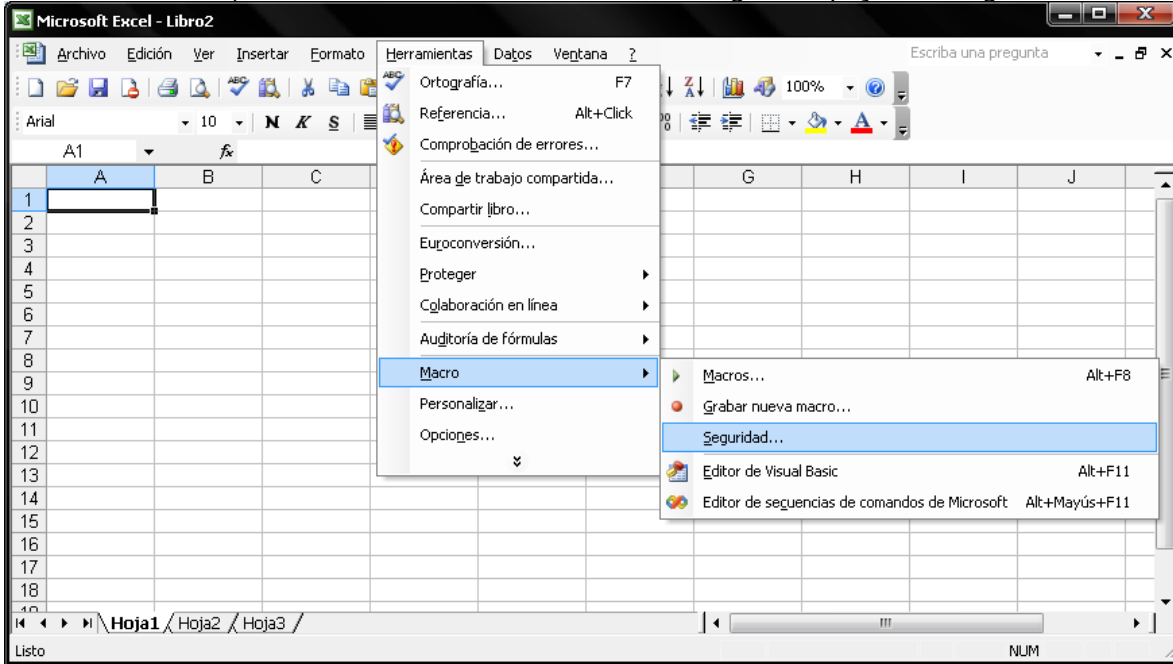 Microsoft Excel - Libro2
Archivo Edición Ver Insertar Formato Herramientas Datos Ventana ? Escriba una pregunta
100%
Arial 10 N K S
A1 fx
Ortografía... F7
Referencia... Alt+Click
Comprobación de errores...
Área de trabajo compartida...
Compartir libro...
Euroconversión...
Proteger
Colaboración en línea
Auditoría de fórmulas
Macro
Personalizar...
Opciones...
Macros... Alt+F8
Grabar nueva macro...
Seguridad...
Editor de Visual Basic Alt+F11
Editor de secuencias de comandos de Microsoft Alt+Mayús+F11
A B C G H I J
1
2
3
4
5
6
7
8
9
10
11
12
13
14
15
16
17
18
Hoja1 Hoja2 Hoja3
Listo NUM